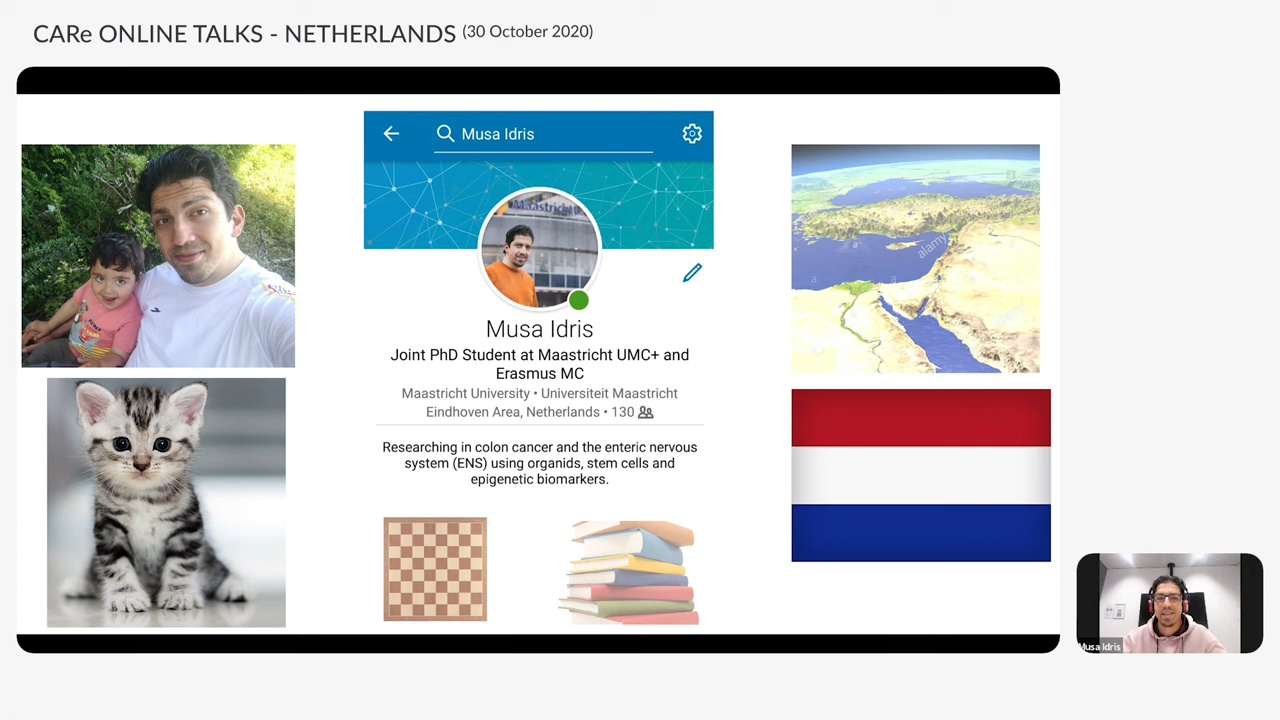 CARe ONLINE TALKS - NETHERLANDS (30 October 2020)
Musa Idris
Maastricht
Musa Idris
Joint PhD Student at Maastricht UMC+ and
Erasmus MC
Maastricht University • Universiteit Maastricht
Eindhoven Area, Netherlands • 130
Researching in colon cancer and the enteric nervous
system (ENS) using organids, stem cells and
epigenetic biomarkers.
alamy
a
a
a
Musa Idris